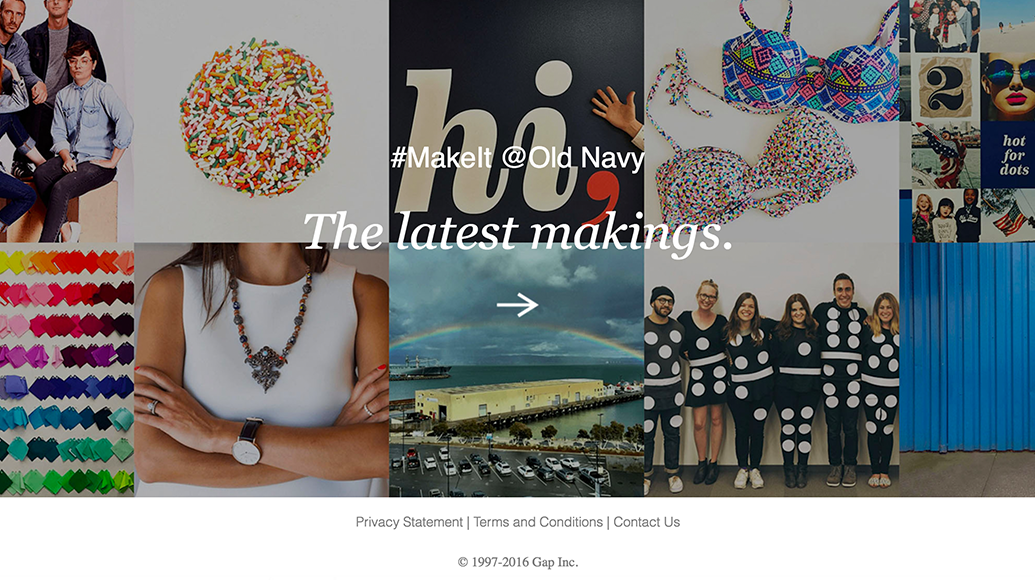 hi,
2
hot
for
dots
#MakeIt @Old Navy
The latest makings.
Privacy Statement | Terms and Conditions | Contact Us
© 1997-2016 Gap Inc.